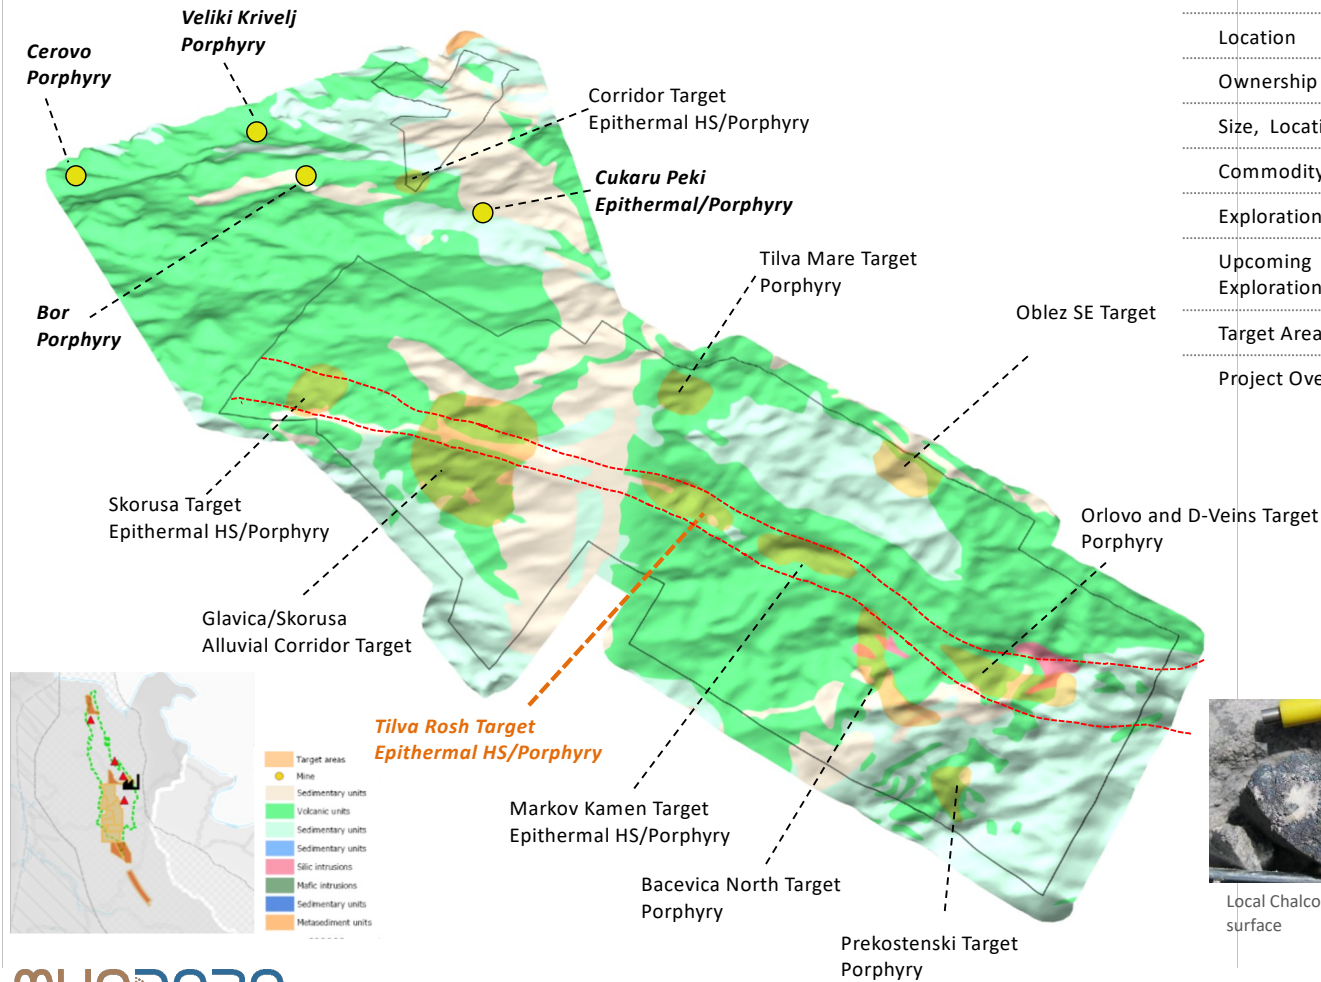 Veliki Krivelj
Porphyry
Cerovo
Porphyry
Corridor Target
Epithermal HS/Porphyry
Cukaru Peki
Epithermal/Porphyry
Tilva Mare Target
Porphyry
Oblez SE Target
Bor
Porphyry
Skorusa Target
Epithermal HS/Porphyry
Orlovo and D-Veins Target
Porphyry
Glavica/Skorusa
Alluvial Corridor Target
Tilva Rosh Target
Epithermal HS/Porphyry
Markov Kamen Target
Epithermal HS/Porphyry
Bacevica North Target
Porphyry
Prekostenski Target
Porphyry
Target areas
Mine
Sedimentary units
Volcanic units
Sedimentary units
Sedimentary units
Silic intrusions
Mafic intrusions
Sedimentary units
Metasediment units
Location
Ownership
Size, Locati
Commodity
Exploration
Upcoming
Exploration
Target Area
Project Ove
Local Chalco
surface